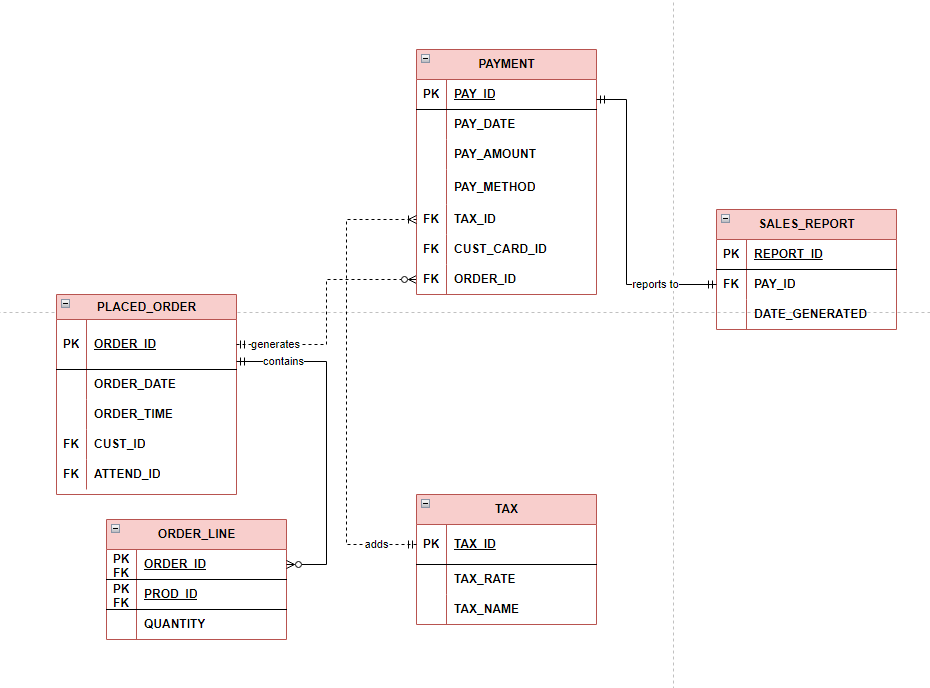 PAYMENT
PK PAY_ID
PAY_DATE
PAY_AMOUNT
PAY_METHOD
FK TAX_ID
FK CUST_CARD_ID
FK ORDER_ID
SALES_REPORT
PK REPORT_ID
FK PAY_ID
DATE_GENERATED
reports to
PLACED_ORDER
PK ORDER_ID
ORDER_DATE
ORDER_TIME
FK CUST_ID
FK ATTEND_ID
generates
contains
ORDER_LINE
PK
FK ORDER_ID
PK
FK PROD_ID
QUANTITY
adds
TAX
PK TAX_ID
TAX_RATE
TAX_NAME